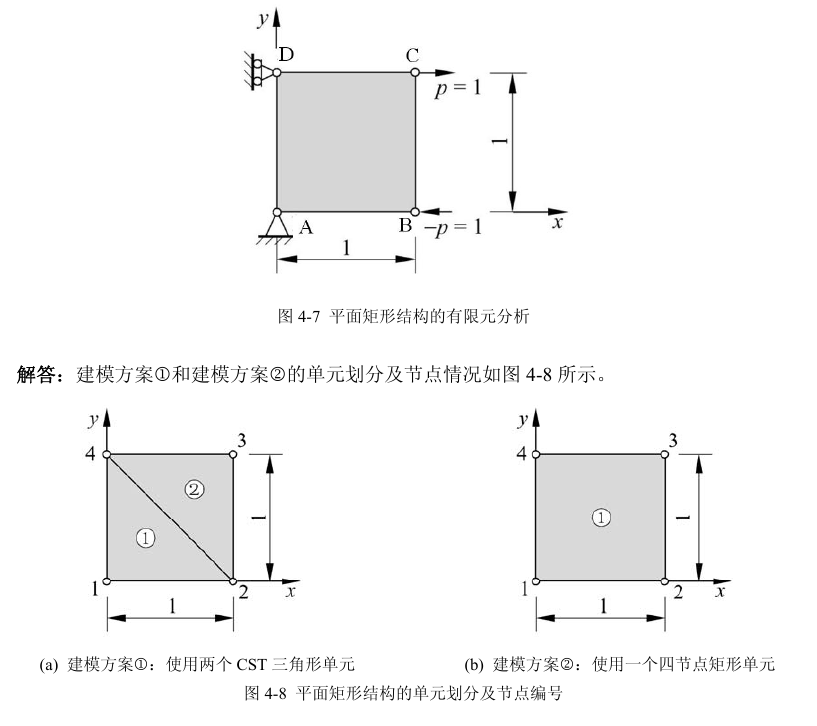 y
D
C
p = 1
1
A
B
−p = 1
x
1
图 4-7 平面矩形结构的有限元分析
解答：建模方案①和建模方案②的单元划分及节点情况如图 4-8 所示。
y
4
3
②
①
1
1
2
x
1
y
4
3
①
1
1
2
x
1
(a) 建模方案①：使用两个 CST 三角形单元
(b) 建模方案②：使用一个四节点矩形单元
图 4-8 平面矩形结构的单元划分及节点编号